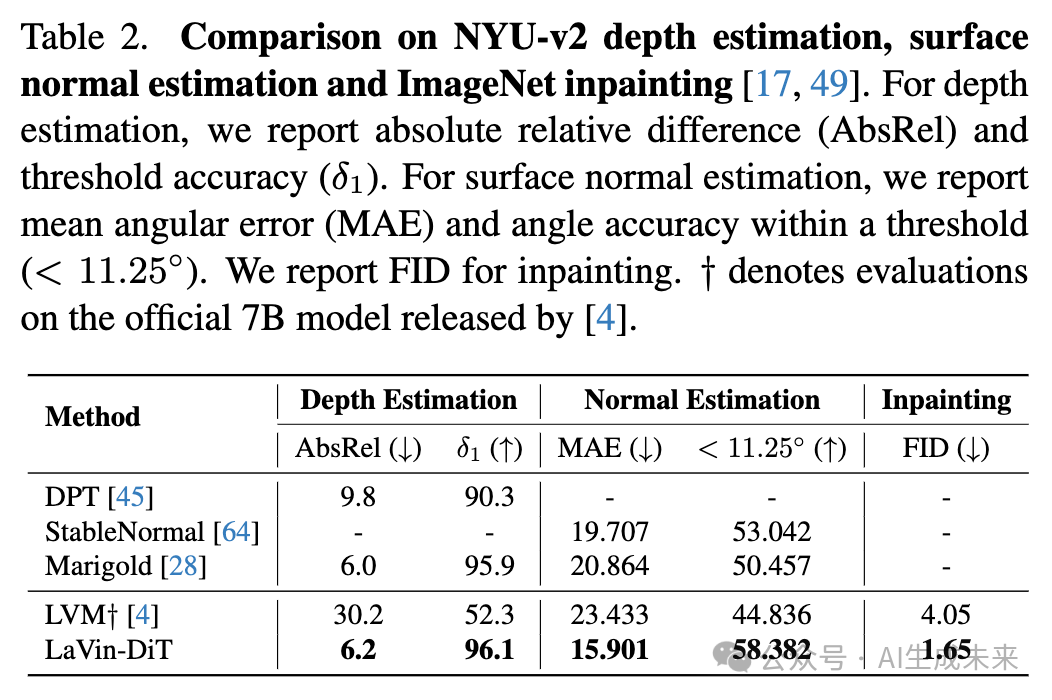 Table 2. Comparison on NYU-v2 depth estimation, surface
normal estimation and ImageNet inpainting [17, 49]. For depth
estimation, we report absolute relative difference (AbsRel) and
threshold accuracy (δ₁). For surface normal estimation, we report
mean angular error (MAE) and angle accuracy within a threshold
(< 11.25°). We report FID for inpainting. † denotes evaluations
on the official 7B model released by [4].
Method Depth Estimation Normal Estimation Inpainting
AbsRel (↓) δ₁ (↑) MAE (↓) < 11.25° (↑) FID (↓)
DPT [45] 9.8 90.3 - - -
StableNormal [64] - - 19.707 53.042 -
Marigold [28] 6.0 95.9 20.864 50.457 -
LVM† [4] 30.2 52.3 23.433 44.836 4.05
LaVin-DiT 6.2 96.1 15.901 58.382 1.65
公众号 · AI生成未来